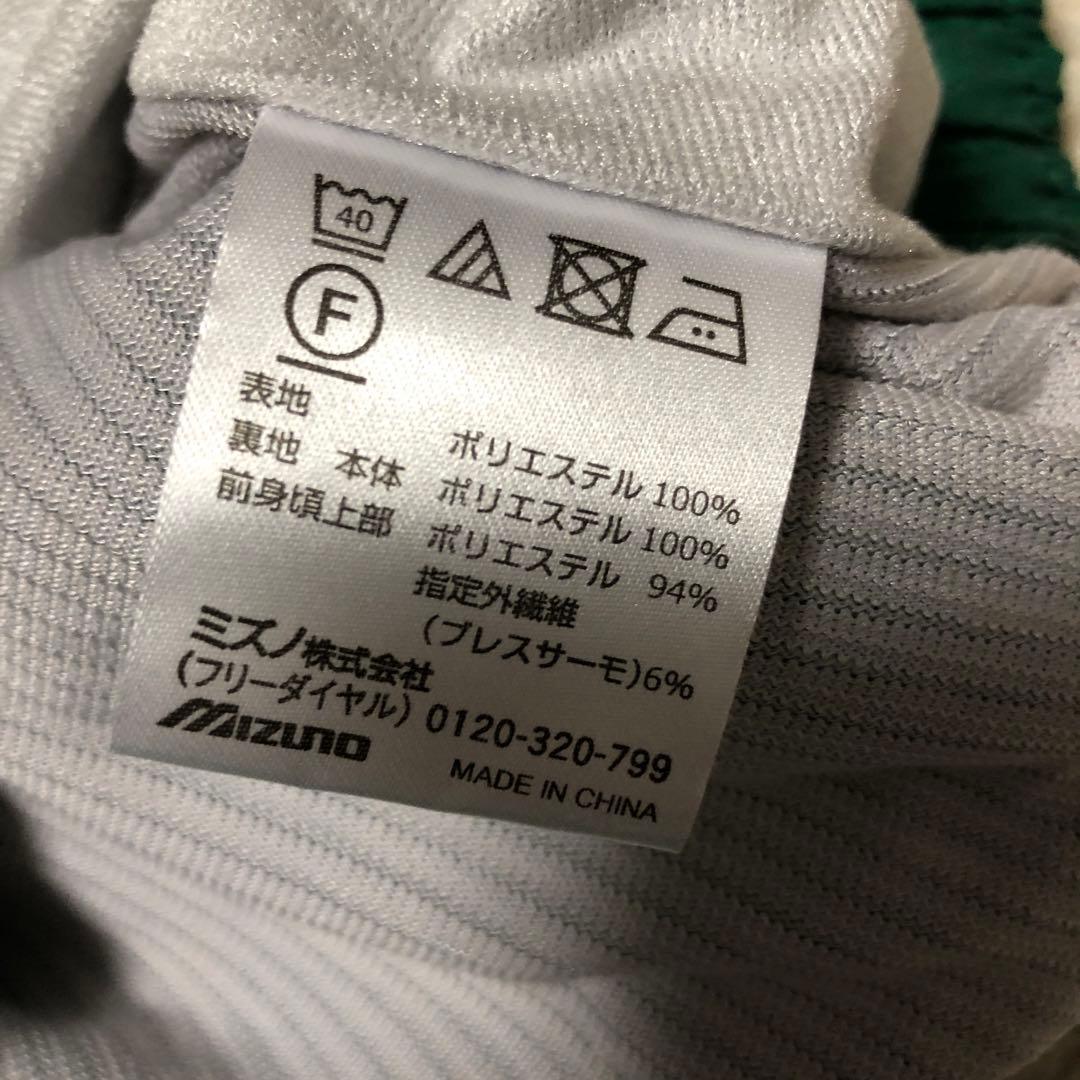 40
F
表地 ポリエステル 100%
裏地 本体 ポリエステル 100%
前身頃上部 ポリエステル 94%
指定外繊維
(ブレスサーモ)6%
ミズノ株式会社
(フリーダイヤル) 0120-320-799
MIZUNO
MADE IN CHINA